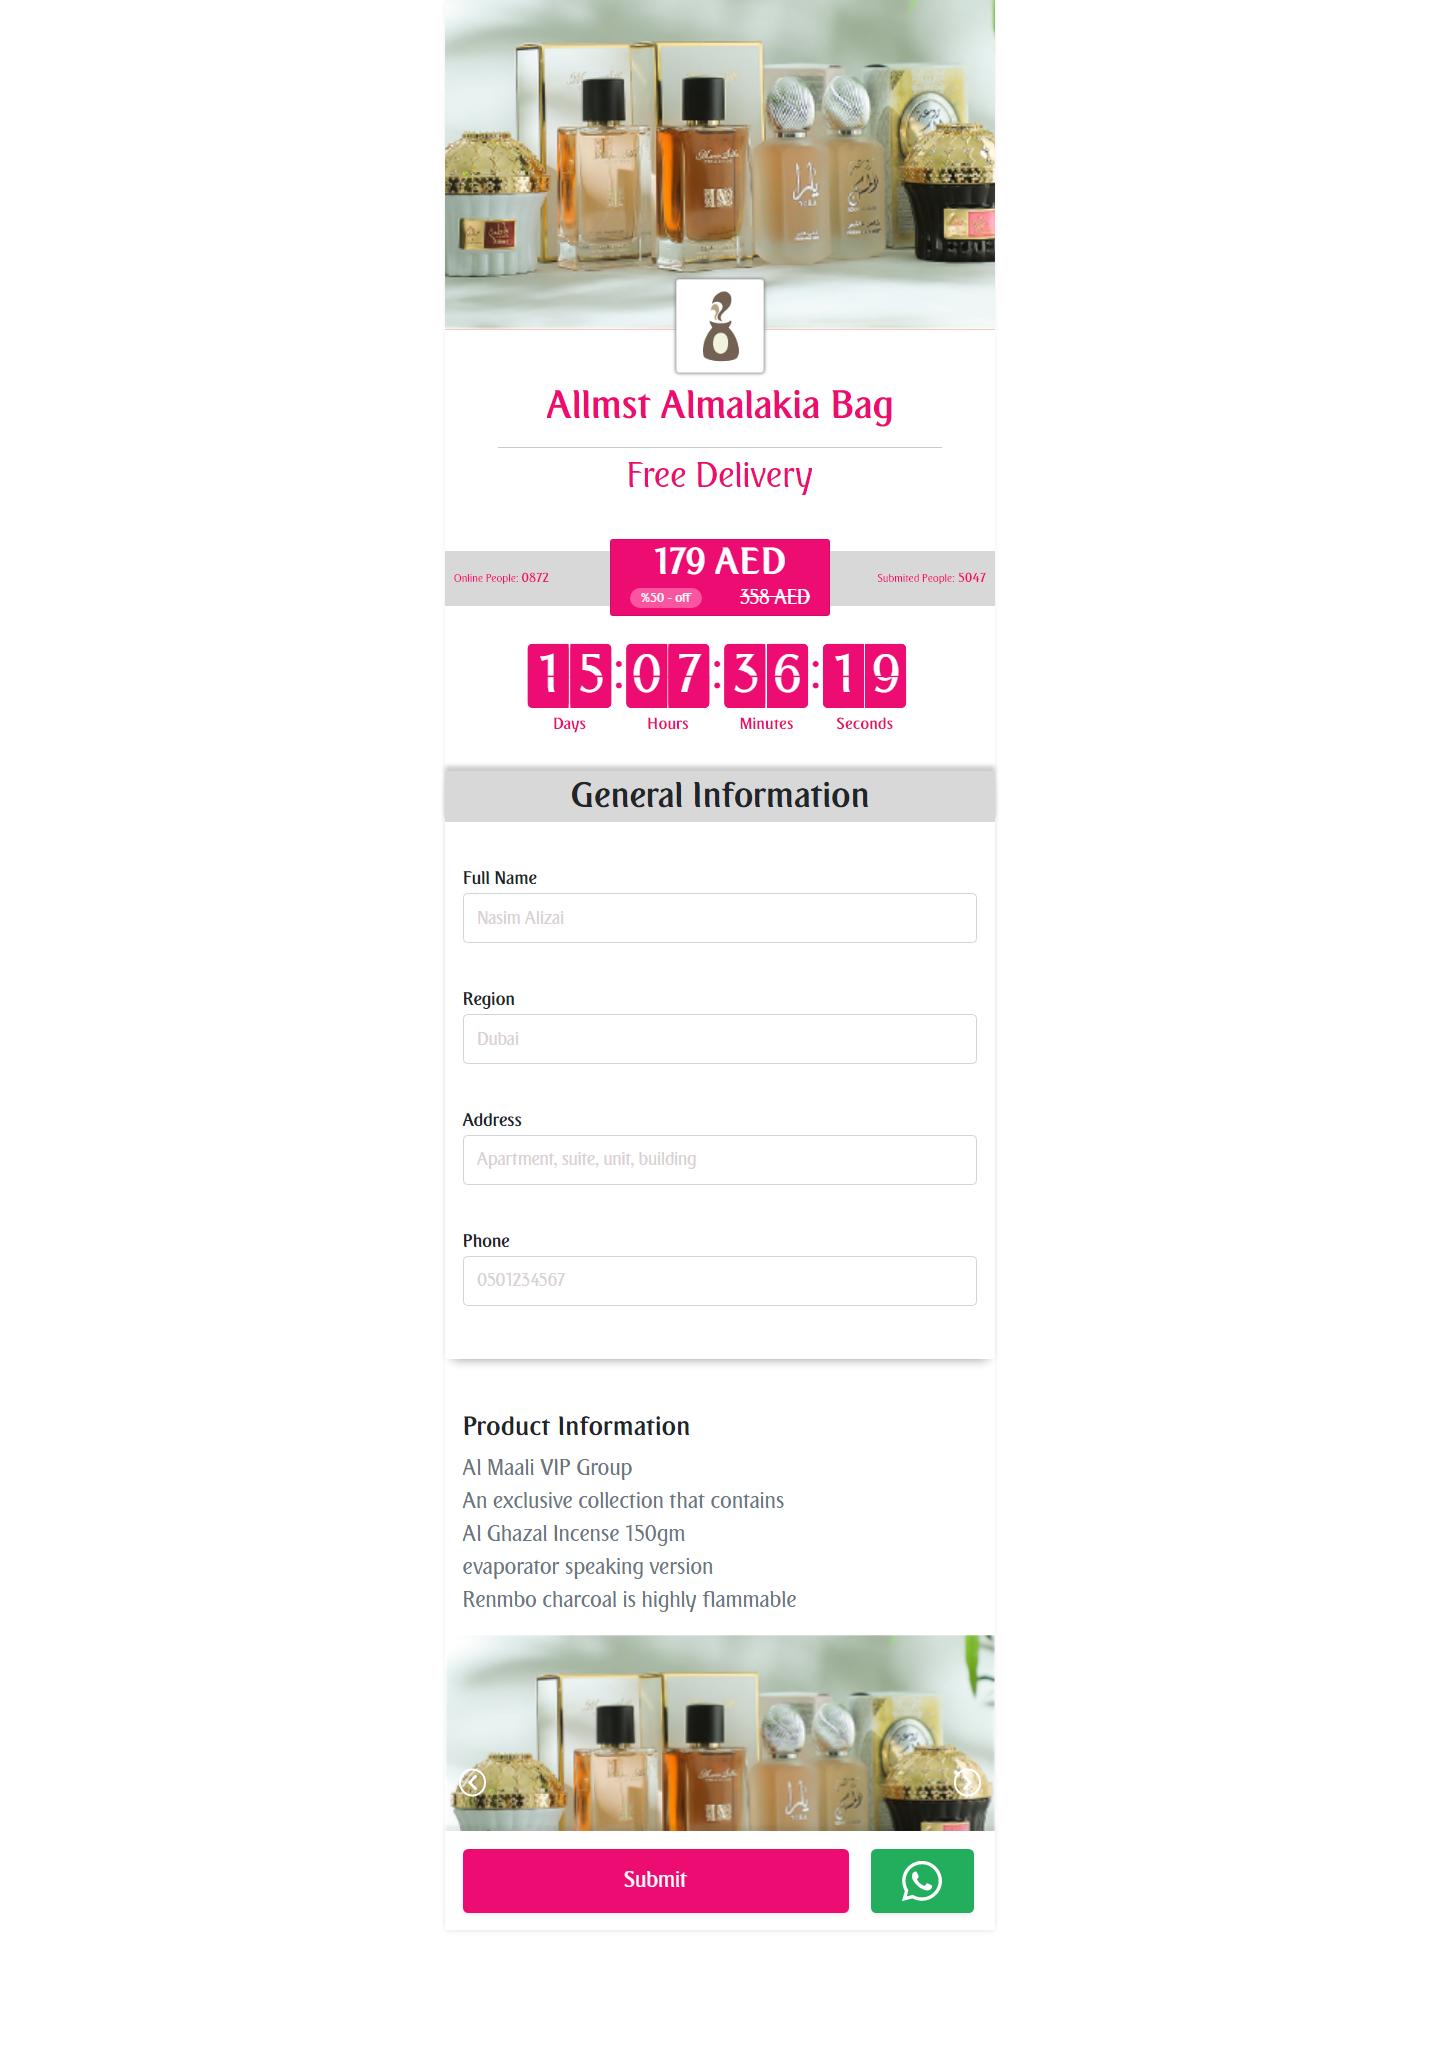 يارا
Allmst Almalakia Bag
Free Delivery
179 AED
Online People: 0872
Submited People: 5047
%50 - off
358 AED
15:07:36:19
Days Hours Minutes Seconds
General Information
Full Name
Nasim Alizai
Region
Dubai
Address
Apartment, suite, unit, building
Phone
0501234567
Product Information
Al Maali VIP Group
An exclusive collection that contains
Al Ghazal Incense 150gm
evaporator speaking version
Renmbo charcoal is highly flammable
يارا
Submit